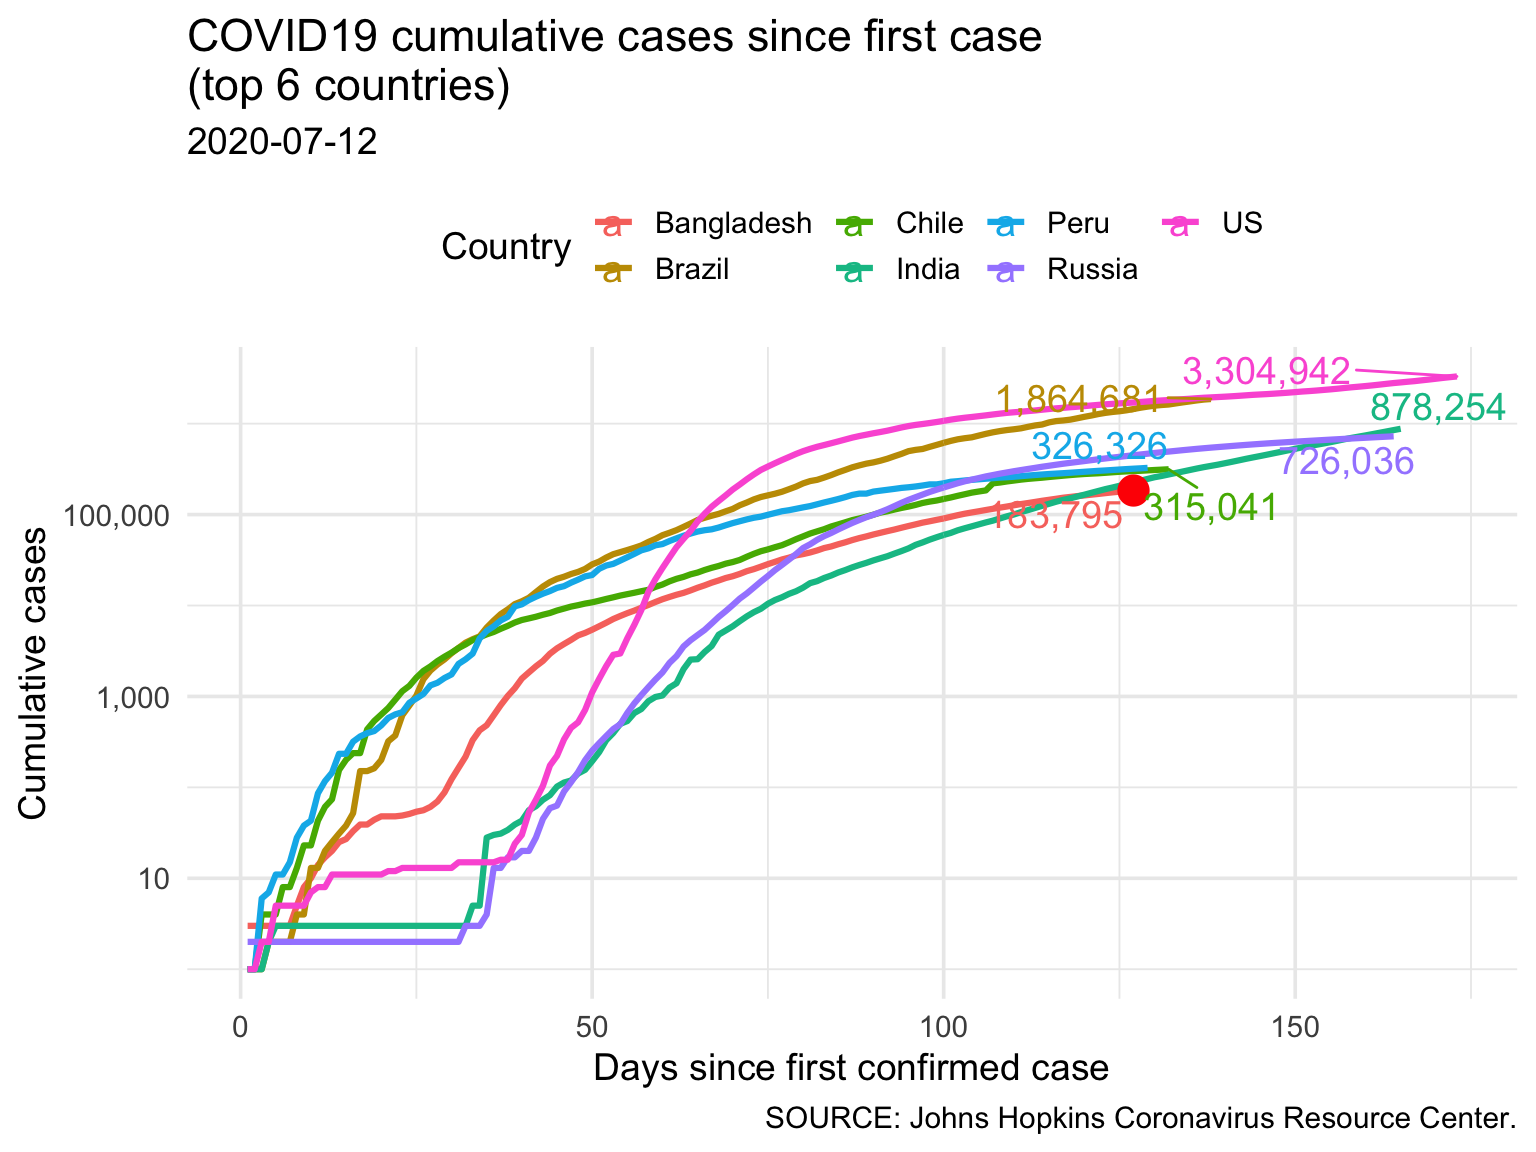 COVID19 cumulative cases since first case
(top 6 countries)
2020-07-12
Country
a Bangladesh a Chile a Peru a US
a Brazil a India a Russia
3,304,942
1,864,681
878,254
326,326
726,036
183,795
315,041
Cumulative cases
100,000
1,000
10
0 50 100 150
Days since first confirmed case
SOURCE: Johns Hopkins Coronavirus Resource Center.